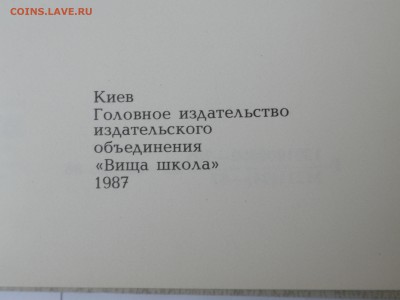 COINS.LAVE.RU
Киев
Головное издательство
издательского
объединения
«Вища школа»
1987